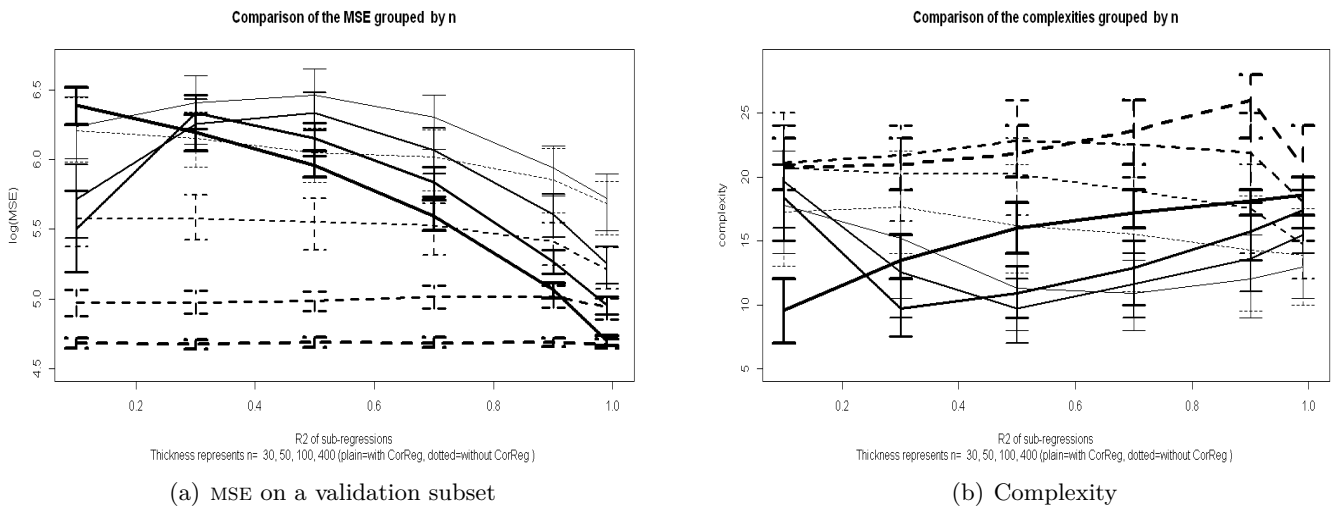 Comparison of the MSE grouped by n
log(MSE)
6.5
6.0
5.5
5.0
4.5
0.2 0.4 0.6 0.8 1.0
R2 of sub-regressions
Thickness represents n= 30, 50, 100, 400 (plain=with CorReg, dotted=without CorReg )
(a) MSE on a validation subset
Comparison of the complexities grouped by n
complexity
25
20
15
10
5
0.2 0.4 0.6 0.8 1.0
R2 of sub-regressions
Thickness represents n= 30, 50, 100, 400 (plain=with CorReg, dotted=without CorReg )
(b) Complexity